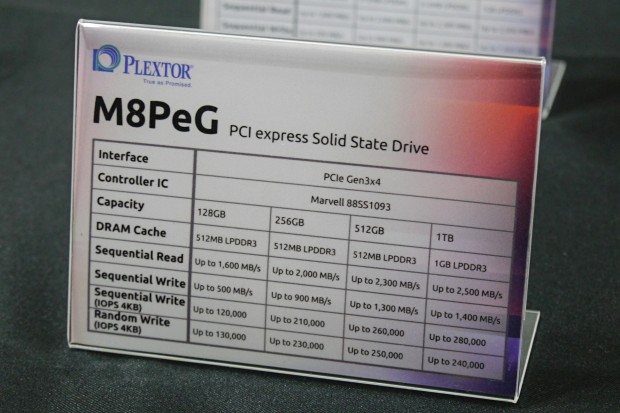 Sequential Read
Sequential Write
PLEXTOR®
True as Promised
M8PeG PCI express Solid State Drive
Interface PCIe Gen3x4
Controller IC Marvell 88SS1093
Capacity 128GB 256GB 512GB 1TB
DRAM Cache 512MB LPDDR3 512MB LPDDR3 512MB LPDDR3 1GB LPDDR3
Sequential Read Up to 1,600 MB/s Up to 2,000 MB/s Up to 2,300 MB/s Up to 2,500 MB/s
Sequential Write Up to 500 MB/s Up to 900 MB/s Up to 1,300 MB/s Up to 1,400 MB/s
Sequential Write (IOPS 4KB) Up to 120,000 Up to 210,000 Up to 260,000 Up to 280,000
Random Write (IOPS 4KB) Up to 130,000 Up to 230,000 Up to 250,000 Up to 240,000